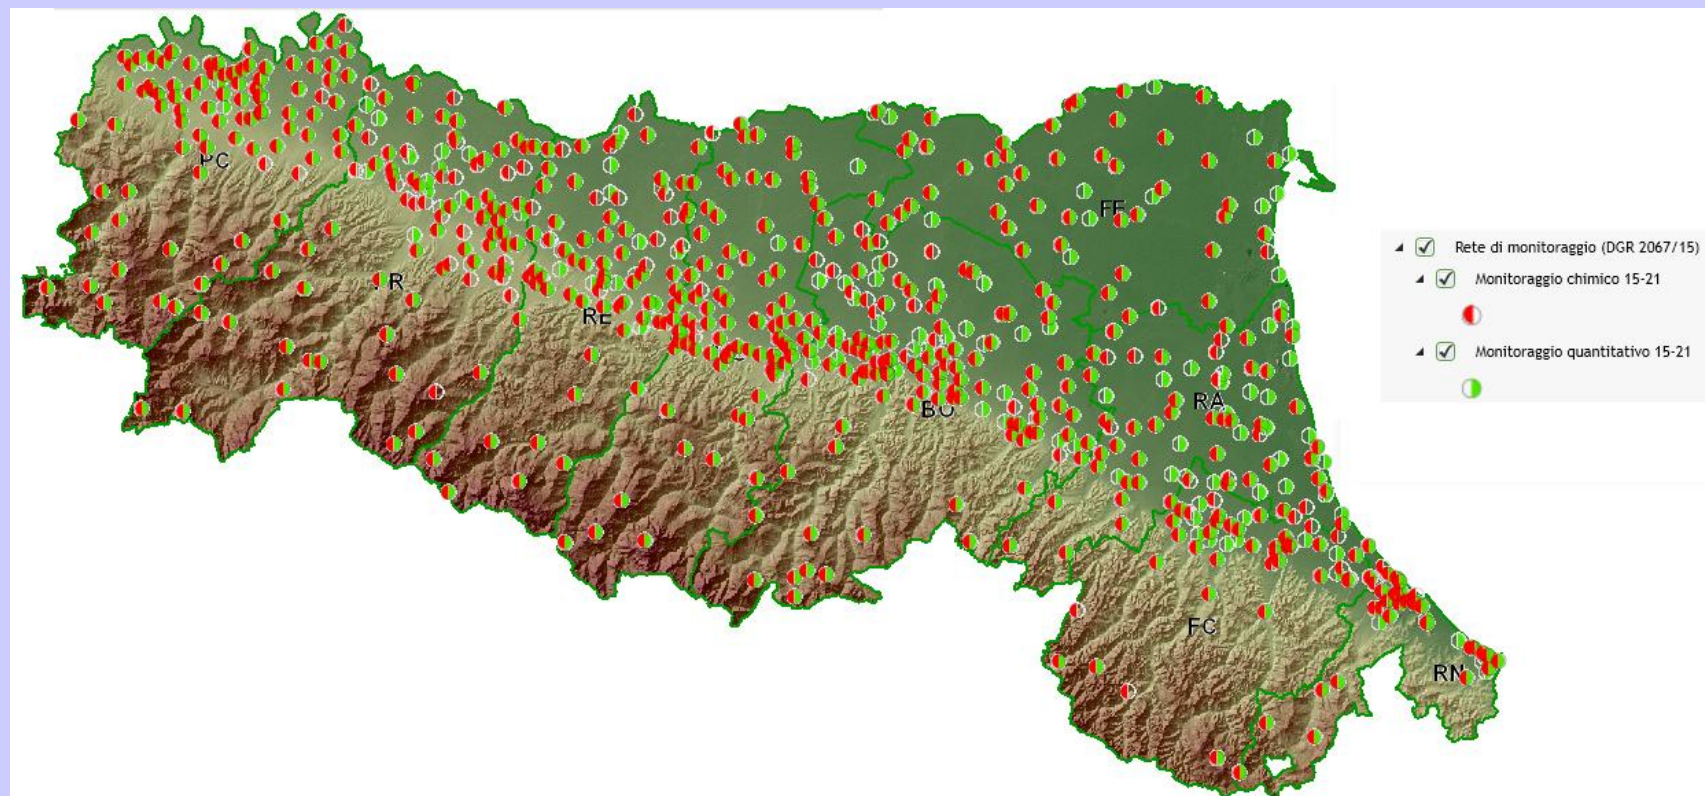 PC
FE
Rete di monitoraggio (DGR 2067/15)
Monitoraggio chimico 15-21
PR
RE
Monitoraggio quantitativo 15-21
BO
RA
FC
RN